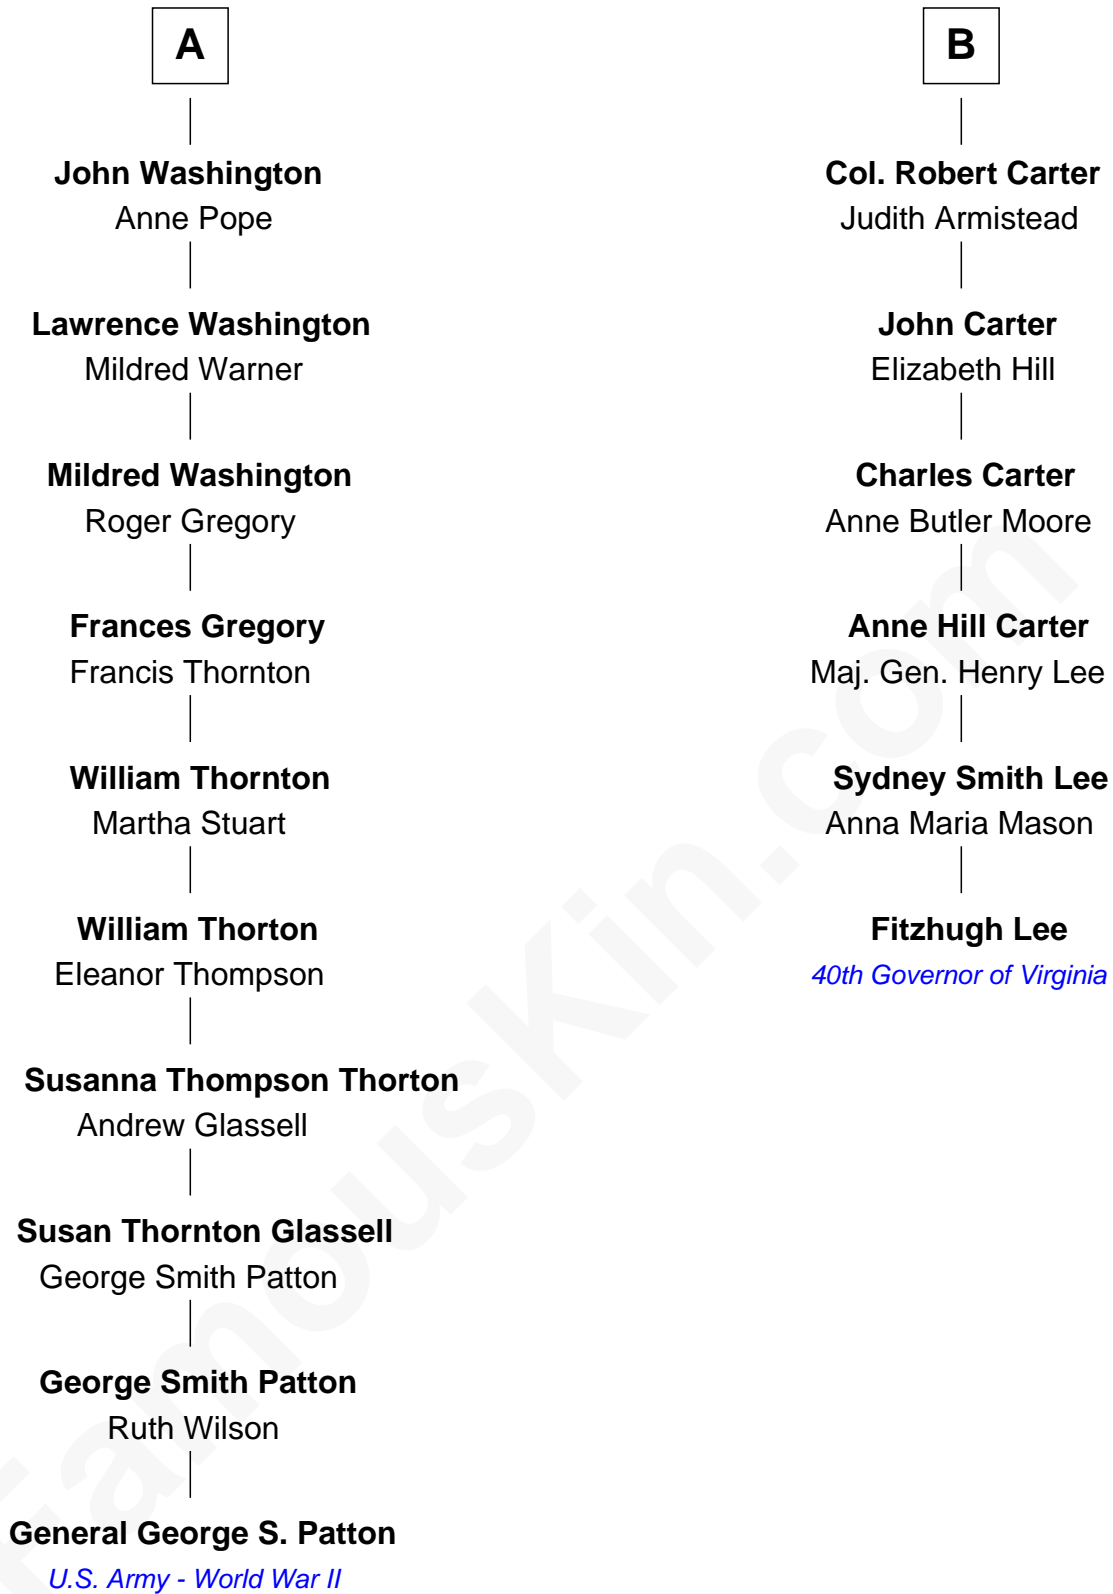 A
John Washington
Anne Pope
Lawrence Washington
Mildred Warner
Mildred Washington
Roger Gregory
Frances Gregory
Francis Thornton
William Thornton
Martha Stuart
William Thorton
Eleanor Thompson
Susanna Thompson Thorton
Andrew Glassell
Susan Thornton Glassell
George Smith Patton
George Smith Patton
Ruth Wilson
General George S. Patton
U.S. Army - World War II
B
Col. Robert Carter
Judith Armistead
John Carter
Elizabeth Hill
Charles Carter
Anne Butler Moore
Anne Hill Carter
Maj. Gen. Henry Lee
Sydney Smith Lee
Anna Maria Mason
Fitzhugh Lee
40th Governor of Virginia
FamousKin.com